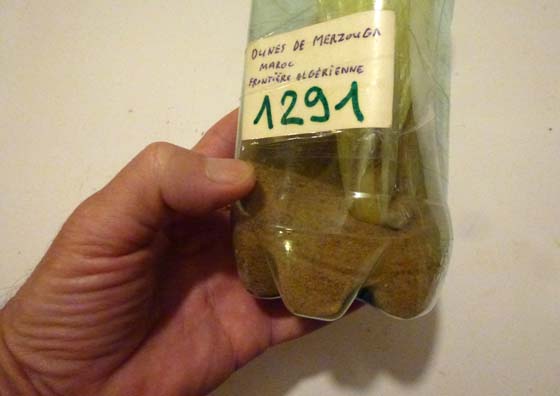 DUNES DE MERZOUGA
MAROC
FRONTIÈRE ALGÉRIENNE
1291